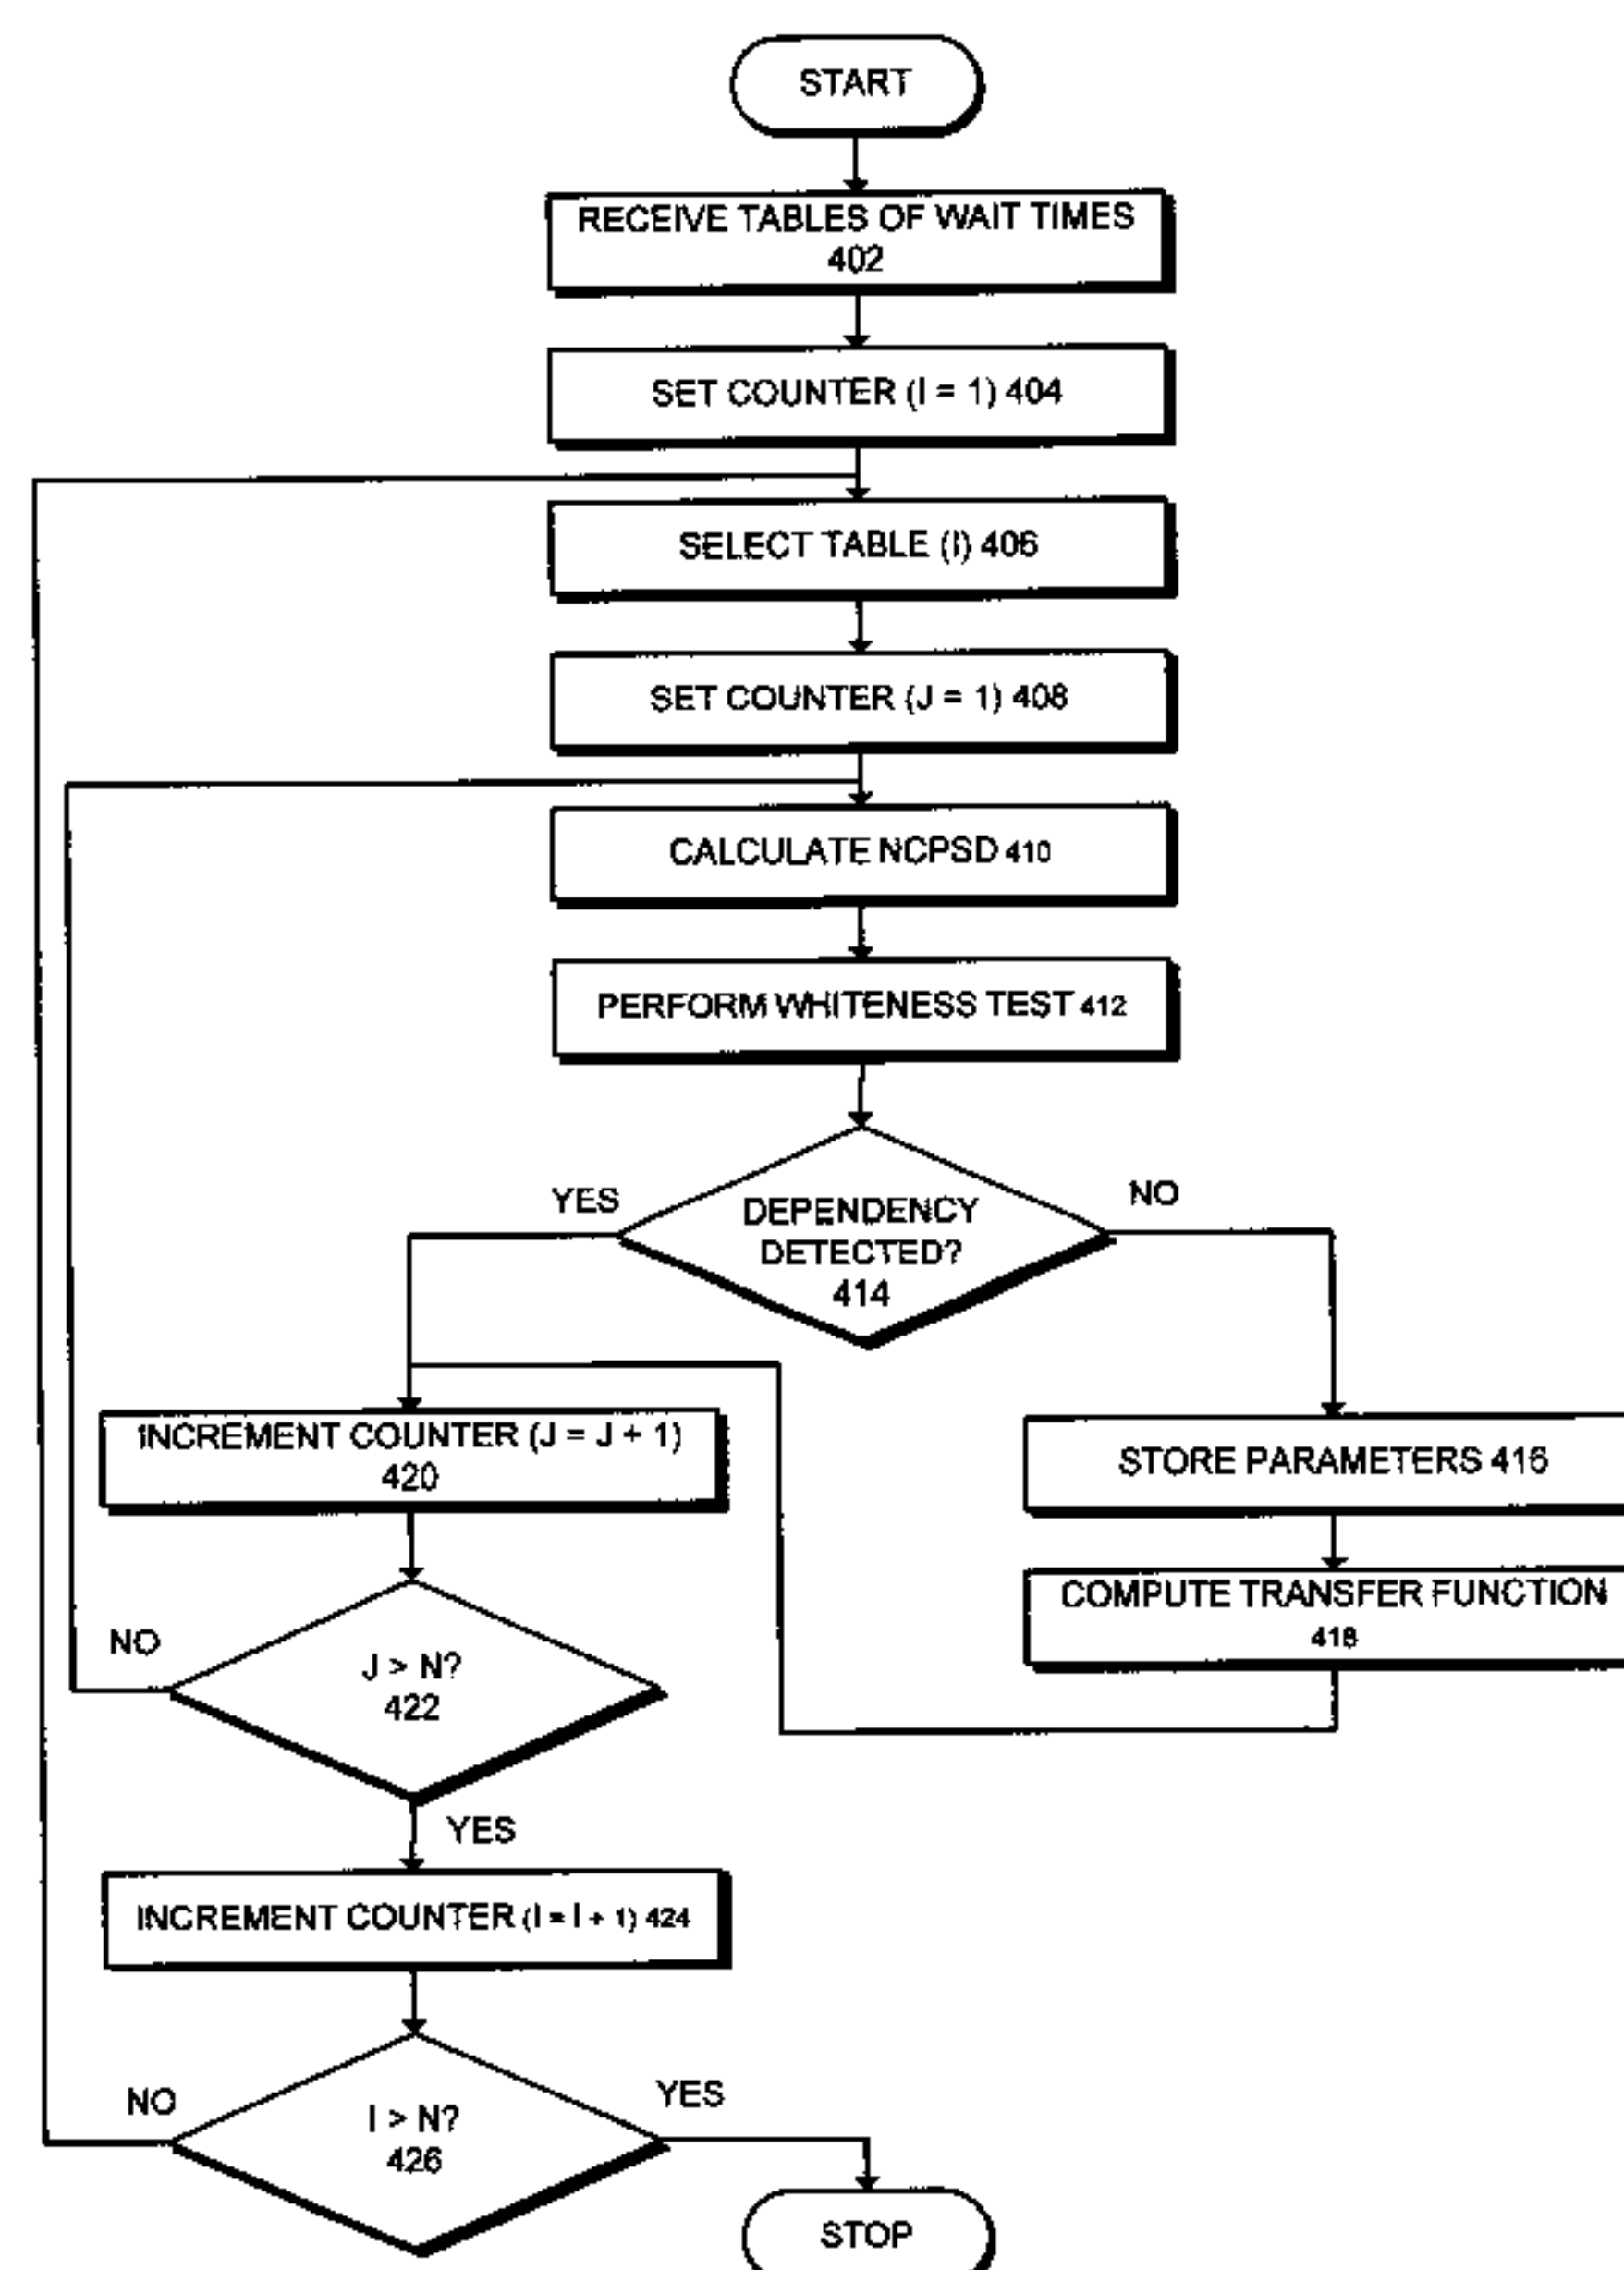 START
RECEIVE TABLES OF WAIT TIMES
402
SET COUNTER (I = 1) 404
SELECT TABLE (I) 406
SET COUNTER (J = 1) 408
CALCULATE NCPSD 410
PERFORM WHITENESS TEST 412
YES
DEPENDENCY
DETECTED?
414
NO
INCREMENT COUNTER (J = J + 1)
420
STORE PARAMETERS 416
COMPUTE TRANSFER FUNCTION
418
NO
J > N?
422
YES
INCREMENT COUNTER (I = I + 1) 424
NO
I > N?
426
YES
STOP